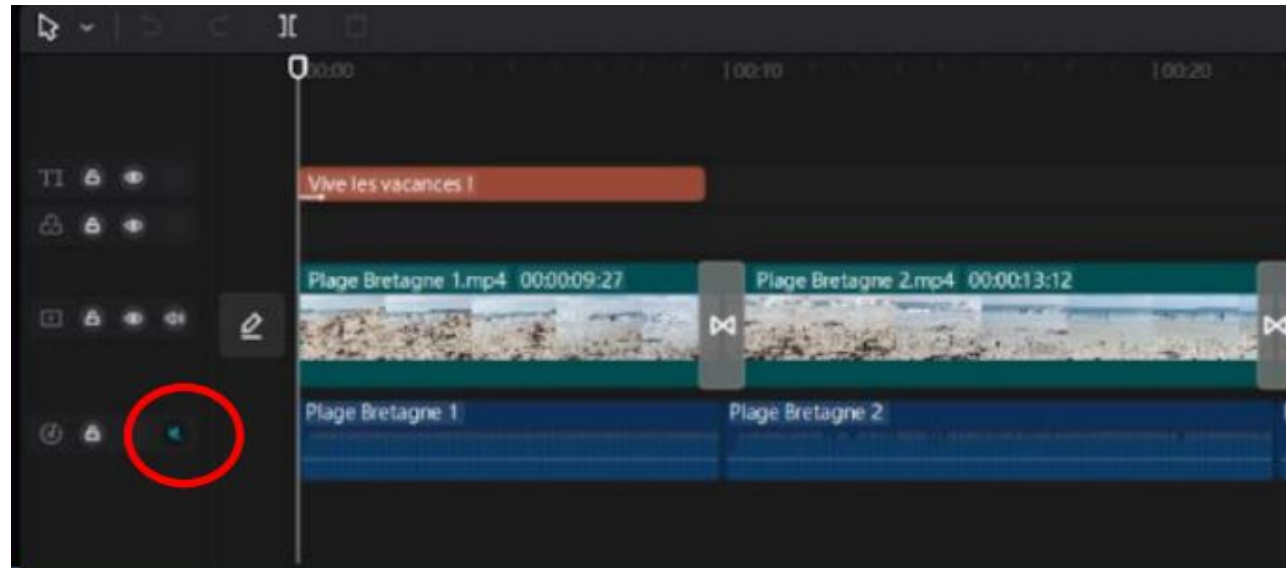 00:00 00:10 00:20
TI
Vive les vacances !
Plage Bretagne 1.mp4 00:00:09:27 Plage Bretagne 2.mp4 00:00:13:12
Plage Bretagne 1 Plage Bretagne 2